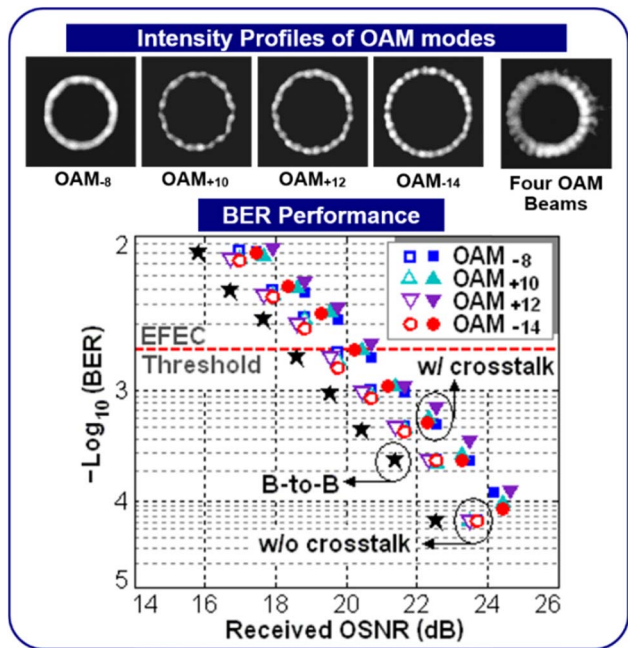 Intensity Profiles of OAM modes
OAM-8
OAM+10
OAM+12
OAM-14
Four OAM
Beams
BER Performance
2
3
4
5
-Log10 (BER)
OAM -8
OAM +10
OAM +12
OAM -14
EFEC
Threshold
w/ crosstalk
B-to-B
w/o crosstalk
14 16 18 20 22 24 26
Received OSNR (dB)